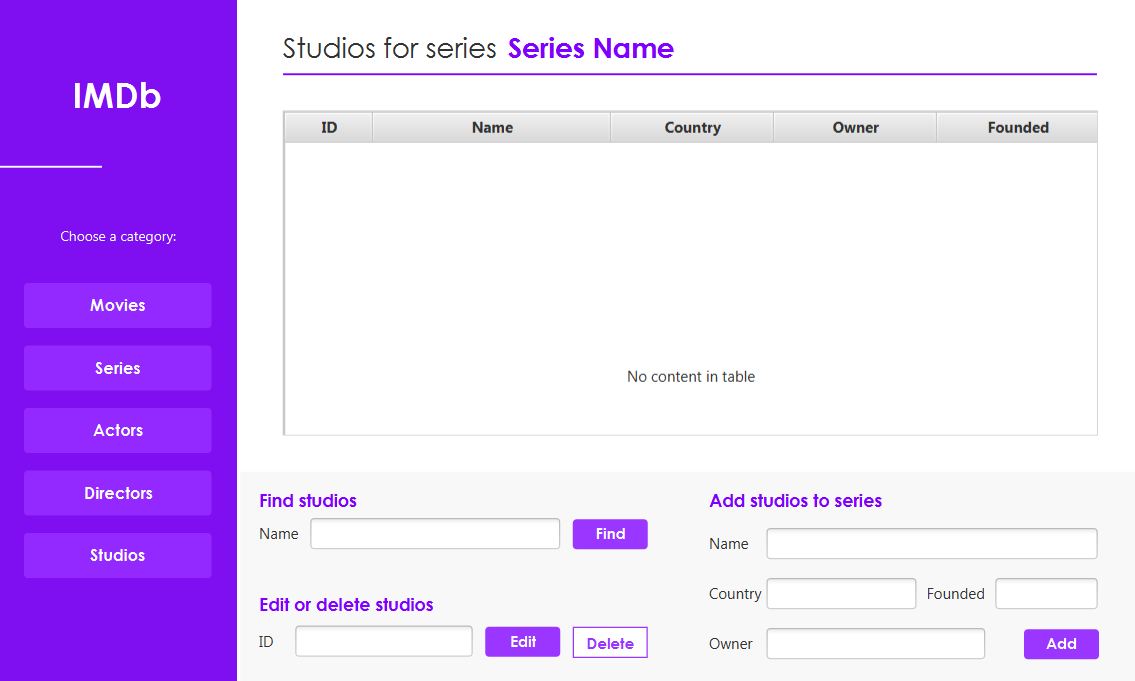 IMDb
Choose a category:
Movies
Series
Actors
Directors
Studios
Studios for series Series Name
ID Name Country Owner Founded
No content in table
Find studios
Name Find
Edit or delete studios
ID Edit Delete
Add studios to series
Name
Country Founded
Owner Add